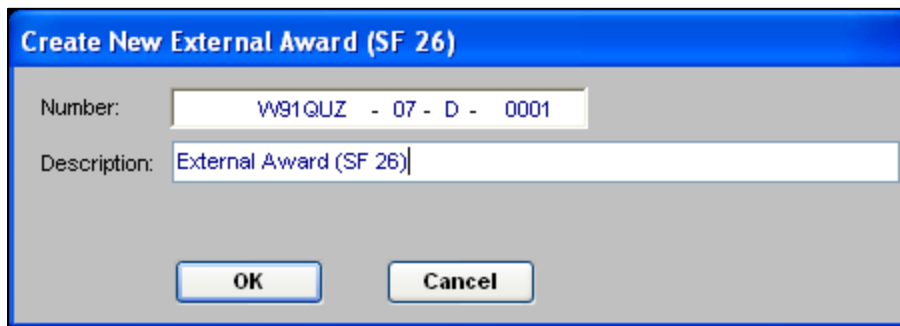 Create New External Award (SF 26)
Number: W91QUZ - 07 - D - 0001
Description: External Award (SF 26)
OK Cancel